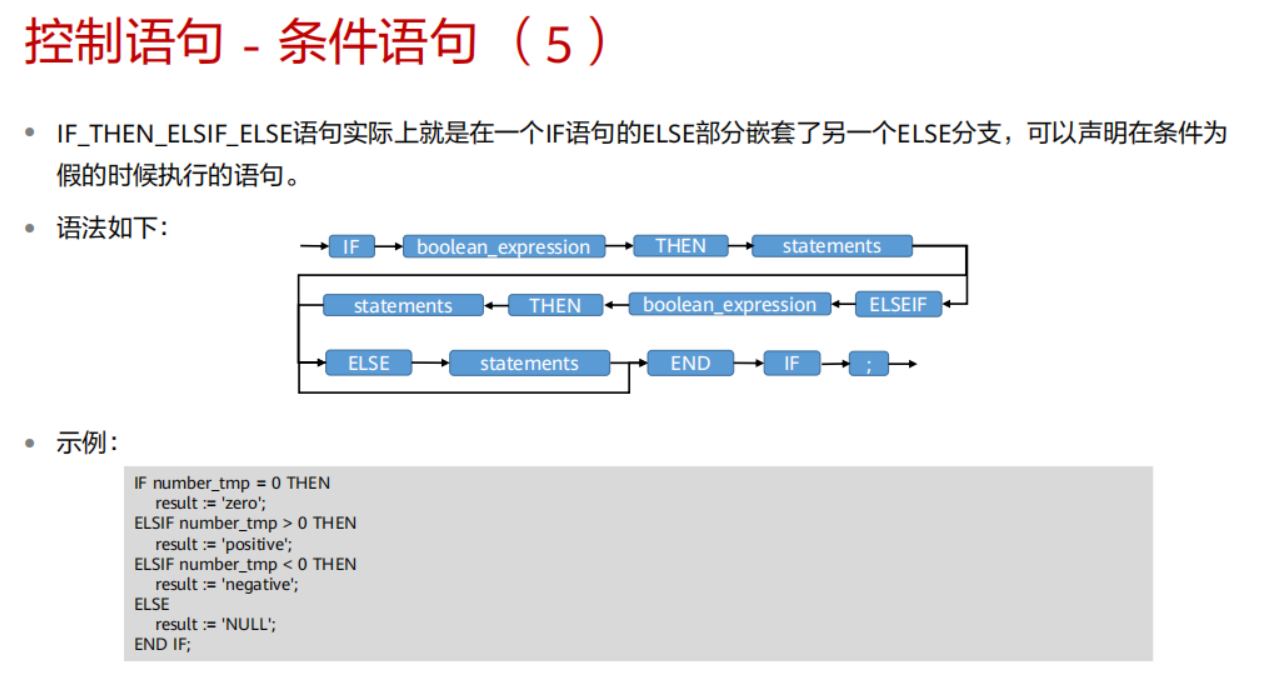 控制语句 - 条件语句（5）
• IF_THEN_ELSIF_ELSE语句实际上就是在一个IF语句的ELSE部分嵌套了另一个ELSE分支，可以声明在条件为
假的时候执行的语句。
• 语法如下：
IF boolean_expression THEN statements
statements THEN boolean_expression ELSEIF
ELSE statements END IF ;
• 示例：
IF number_tmp = 0 THEN
result := 'zero';
ELSIF number_tmp > 0 THEN
result := 'positive';
ELSIF number_tmp < 0 THEN
result := 'negative';
ELSE
result := 'NULL';
END IF;